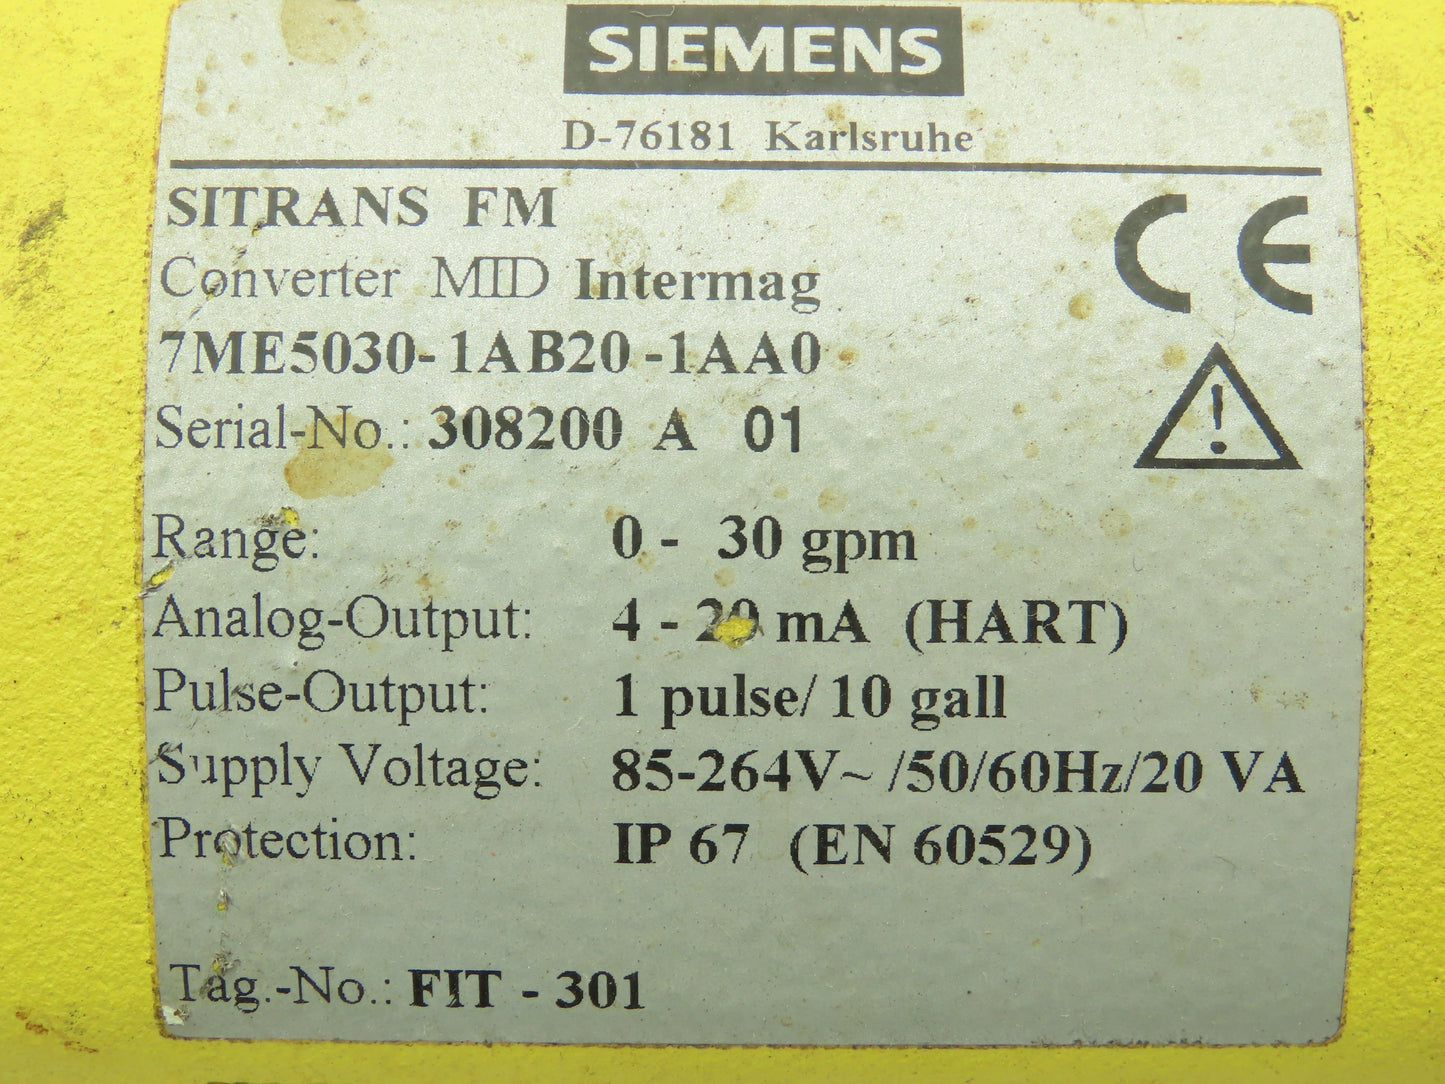 SIEMENS
D-76181 Karlsruhe
SITRANS FM
Converter MID Intermag
7ME5030-1AB20-1AA0
Serial-No.: 308200 A 01
Range: 0 - 30 gpm
Analog-Output: 4 - 20 mA (HART)
Pulse-Output: 1 pulse/ 10 gall
Supply Voltage: 85-264V~ /50/60Hz/20 VA
Protection: IP 67 (EN 60529)
Tag.-No.: FIT - 301
CE
!